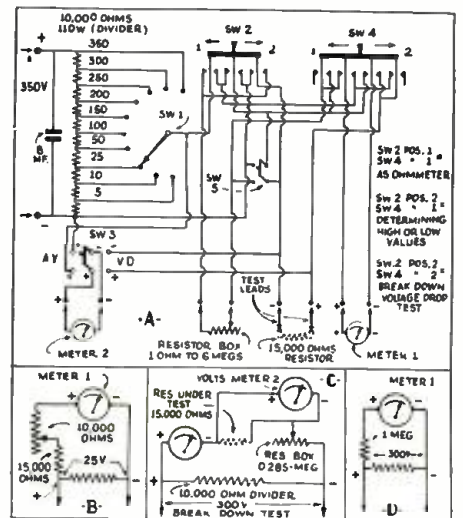 10,000 OHMS
110W (DIVIDER)
+
350V
8
MF.
-
360
300
250
200
150
100
50
25
10
5
SW 1
SW 2
1
2
SW 4
1
2
SW
5
SW 2 POS. 1
SW 4 " 1 =
AS OHMMETER
SW 2 POS. 2
SW 4 " 1 =
DETERMINING
HIGH OR LOW
VALUES
SW. 2 POS. 2
SW 4 " 2 =
BREAK DOWN
VOLTAGE DROP
TEST
SW 3
A V
V D
-
+
METER 2
-A-
TEST
LEADS
RESISTOR BOX
1 OHM TO 6 MEGS
15,000 OHMS
RESISTOR
METER 1
METER 1
+
-
10,000
OHMS
15,000
OHMS
25V
+
-
-B-
VOLTS METER 2
-C-
RES UNDER
TEST
15,000 OHMS
+
-
RES BOX
0.285-MEG
10,000 OHM DIVIDER
300V
BREAK DOWN TEST
METER 1
+
-
1 MEG
300V
+
-
-D-